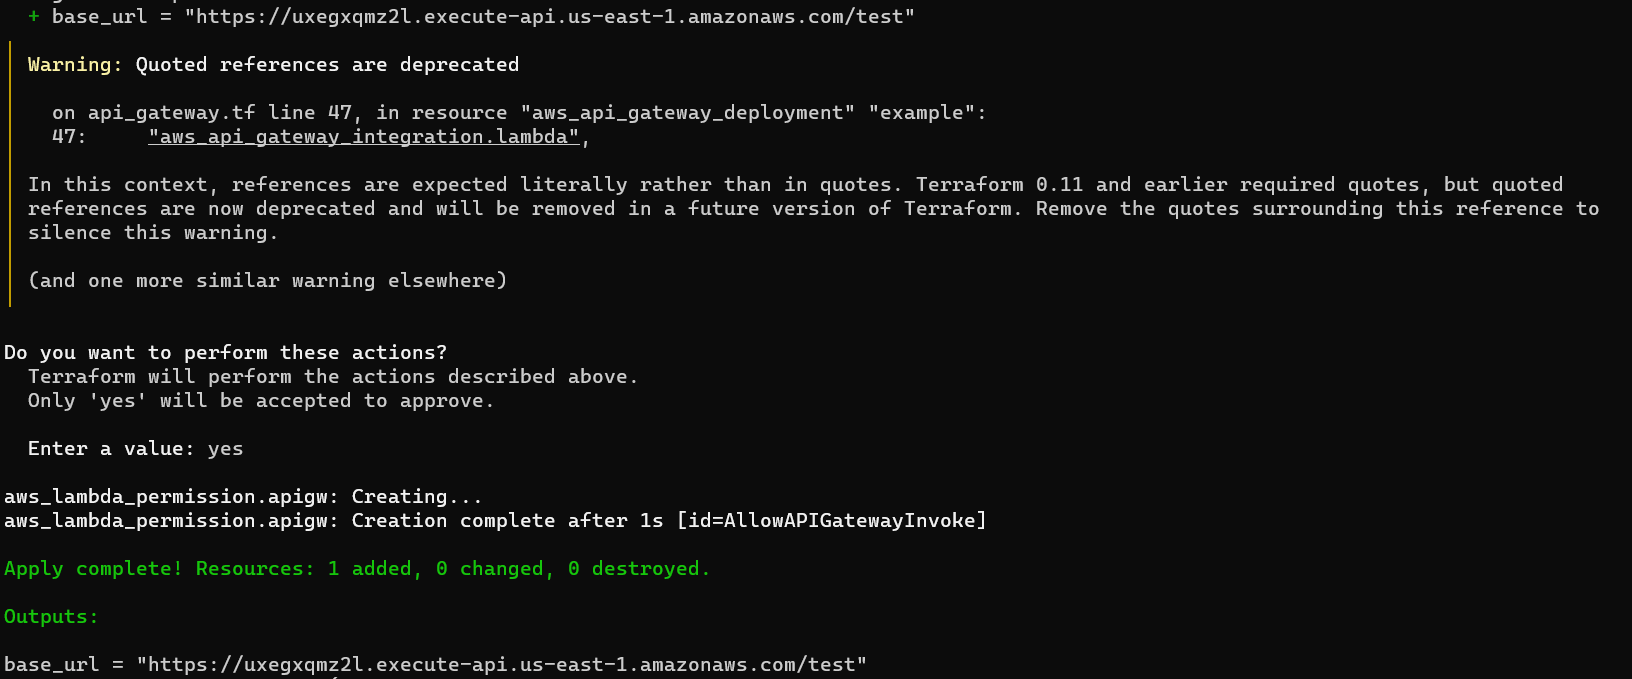 + base_url = "https://uxegxqmz2l.execute-api.us-east-1.amazonaws.com/test"
Warning: Quoted references are deprecated
on api_gateway.tf line 47, in resource "aws_api_gateway_deployment" "example":
47:     "aws_api_gateway_integration.lambda",
In this context, references are expected literally rather than in quotes. Terraform 0.11 and earlier required quotes, but quoted
references are now deprecated and will be removed in a future version of Terraform. Remove the quotes surrounding this reference to
silence this warning.
(and one more similar warning elsewhere)
Do you want to perform these actions?
Terraform will perform the actions described above.
Only 'yes' will be accepted to approve.
Enter a value: yes
aws_lambda_permission.apigw: Creating...
aws_lambda_permission.apigw: Creation complete after 1s [id=AllowAPIGatewayInvoke]
Apply complete! Resources: 1 added, 0 changed, 0 destroyed.
Outputs:
base_url = "https://uxegxqmz2l.execute-api.us-east-1.amazonaws.com/test"